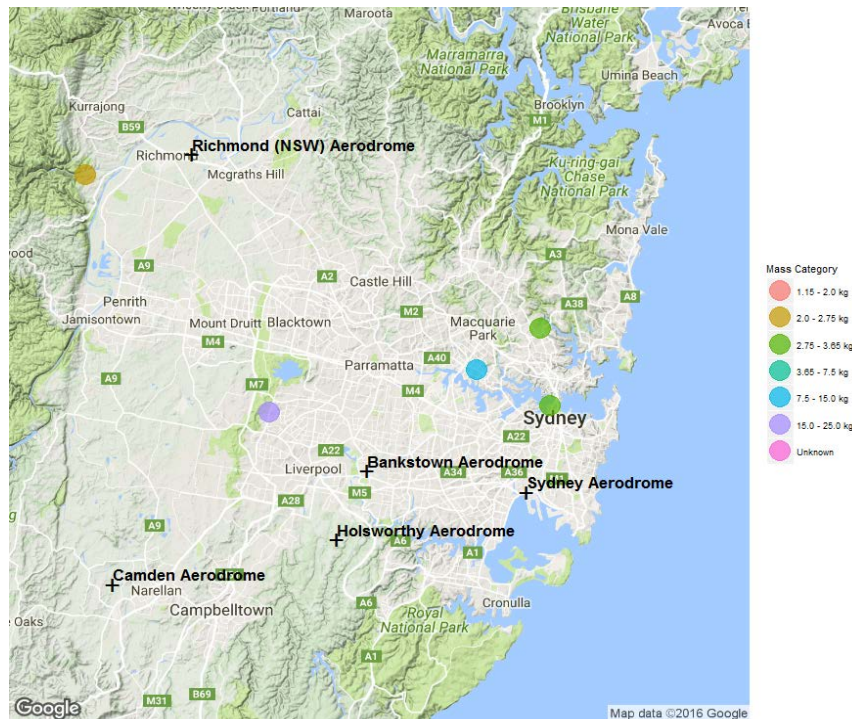 Wheeny Creek
Portland
Maroota
Brisbane
Water
National Park
Avoca B
Marramarra
National Park
Umina Beach
Kurrajong
Cattai
Brooklyn
B59
M1
Richmond (NSW) Aerodrome
Richmond
Mcgraths Hill
Ku-ring-gai
Chase
National Park
Mona Vale
ood
A9
A3
A2
Castle Hill
Penrith
Jamisontown
A38
A8
Mount Druitt
Blacktown
M2
Macquarie
Park
M4
Parramatta
A40
A9
M7
M4
Sydney
A22
A22
Liverpool
Bankstown Aerodrome
A34
A36
M5
Sydney Aerodrome
A28
A9
Holsworthy Aerodrome
A6
A1
Camden Aerodrome
Narellan
e Oaks
Campbelltown
Cronulla
A6
Royal
National Park
A1
M31
B69
Google
Map data ©2016 Google
Mass Category
1.15 - 2.0 kg
2.0 - 2.75 kg
2.75 - 3.65 kg
3.65 - 7.5 kg
7.5 - 15.0 kg
15.0 - 25.0 kg
Unknown